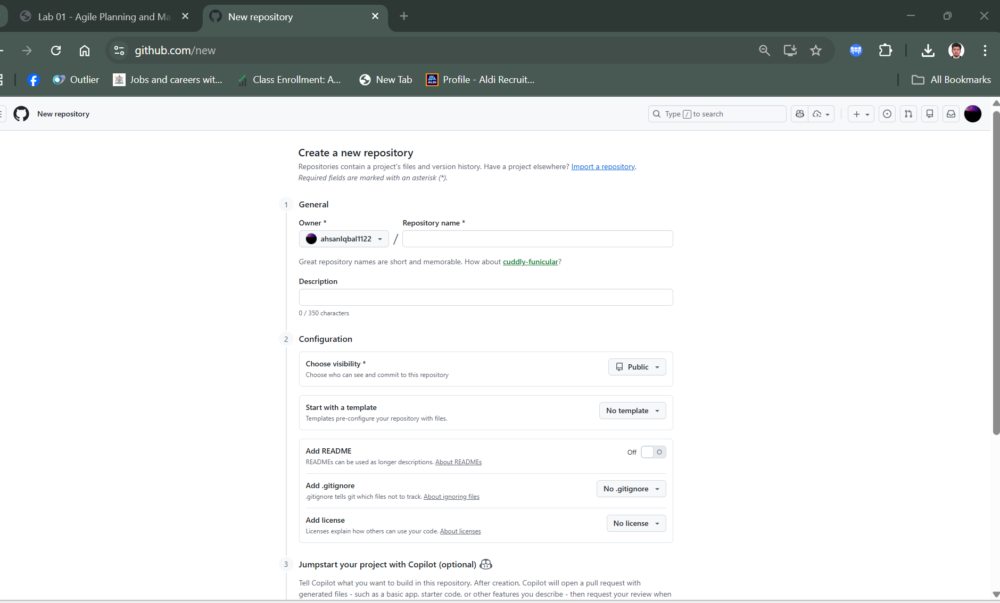 Lab 01 - Agile Planning and Ma
New repository
github.com/new
Outlier
Jobs and careers wit...
Class Enrollment: A...
New Tab
ALDI
Profile - Aldi Recruit...
All Bookmarks
New repository
Type / to search
Create a new repository
Repositories contain a project's files and version history. Have a project elsewhere? Import a repository.
Required fields are marked with an asterisk (*).
1 General
Owner * Repository name *
ahsanIqbal1122 /
Great repository names are short and memorable. How about cuddly-funicular?
Description
0 / 350 characters
2 Configuration
Choose visibility *
Choose who can see and commit to this repository
Public
Start with a template
Templates pre-configure your repository with files.
No template
Add README
READMEs can be used as longer descriptions. About READMEs
Off
Add .gitignore
.gitignore tells git which files not to track. About ignoring files
No .gitignore
Add license
Licenses explain how others can use your code. About licenses
No license
3 Jumpstart your project with Copilot (optional)
Tell Copilot what you want to build in this repository. After creation, Copilot will open a pull request with
generated files - such as a basic app, starter code, or other features you describe - then request your review when